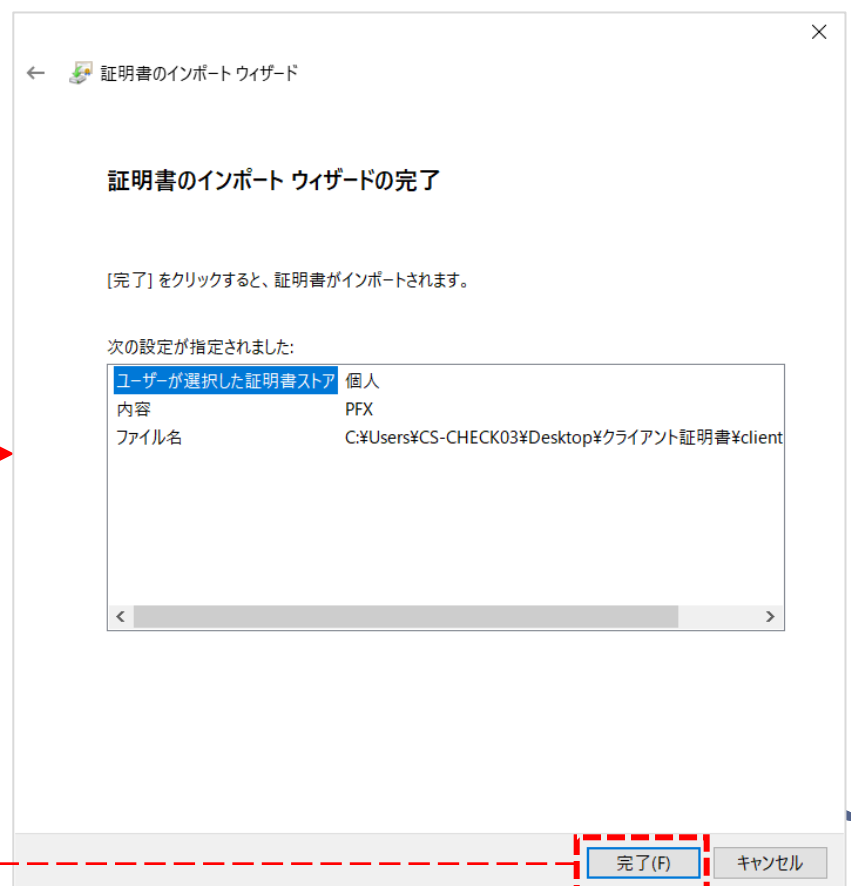 証明書のインポート ウィザード
証明書のインポート ウィザードの完了
[完了] をクリックすると、証明書がインポートされます。
次の設定が指定されました:
ユーザーが選択した証明書ストア 個人
内容 PFX
ファイル名 C:¥Users¥CS-CHECK03¥Desktop¥クライアント証明書¥client
完了(F) キャンセル